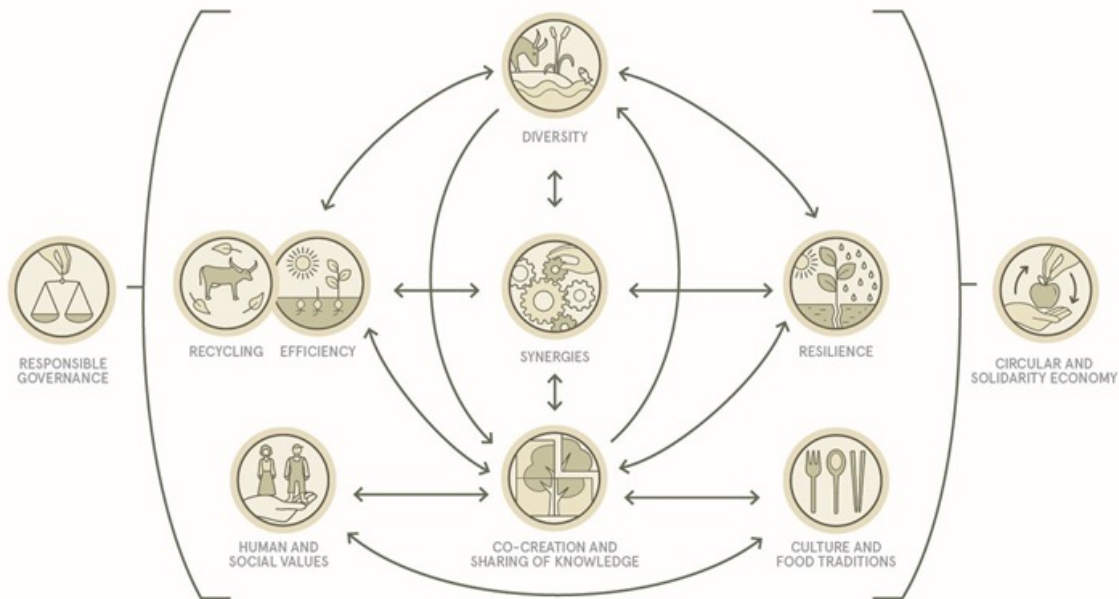 DIVERSITY
RECYCLING
EFFICIENCY
SYNERGIES
RESILIENCE
RESPONSIBLE
GOVERNANCE
CIRCULAR AND
SOLIDARITY ECONOMY
HUMAN AND
SOCIAL VALUES
CO-CREATION AND
SHARING OF KNOWLEDGE
CULTURE AND
FOOD TRADITIONS